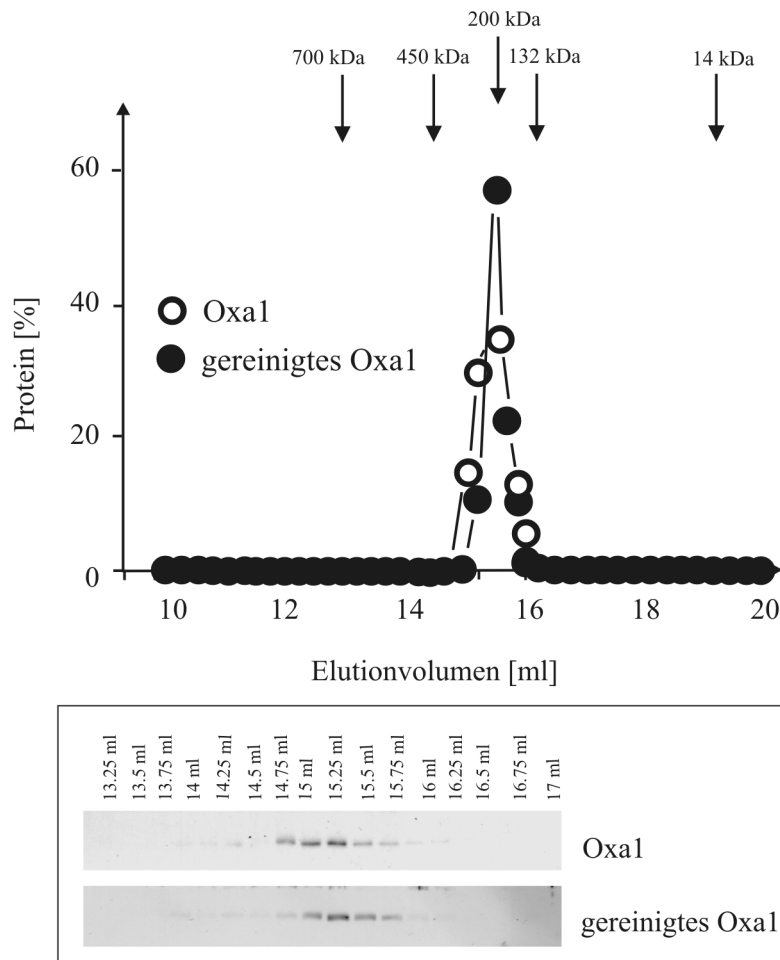 200 kDa
700 kDa 450 kDa 132 kDa 14 kDa
60
40
20
0
Protein [%]
Oxa1
gereinigtes Oxa1
10 12 14 16 18 20
Elutionvolumen [ml]
13.25 ml 13.5 ml 13.75 ml 14 ml 14.25 ml 14.5 ml 14.75 ml 15 ml 15.25 ml 15.5 ml 15.75 ml 16 ml 16.25 ml 16.5 ml 16.75 ml 17 ml
Oxa1
gereinigtes Oxa1